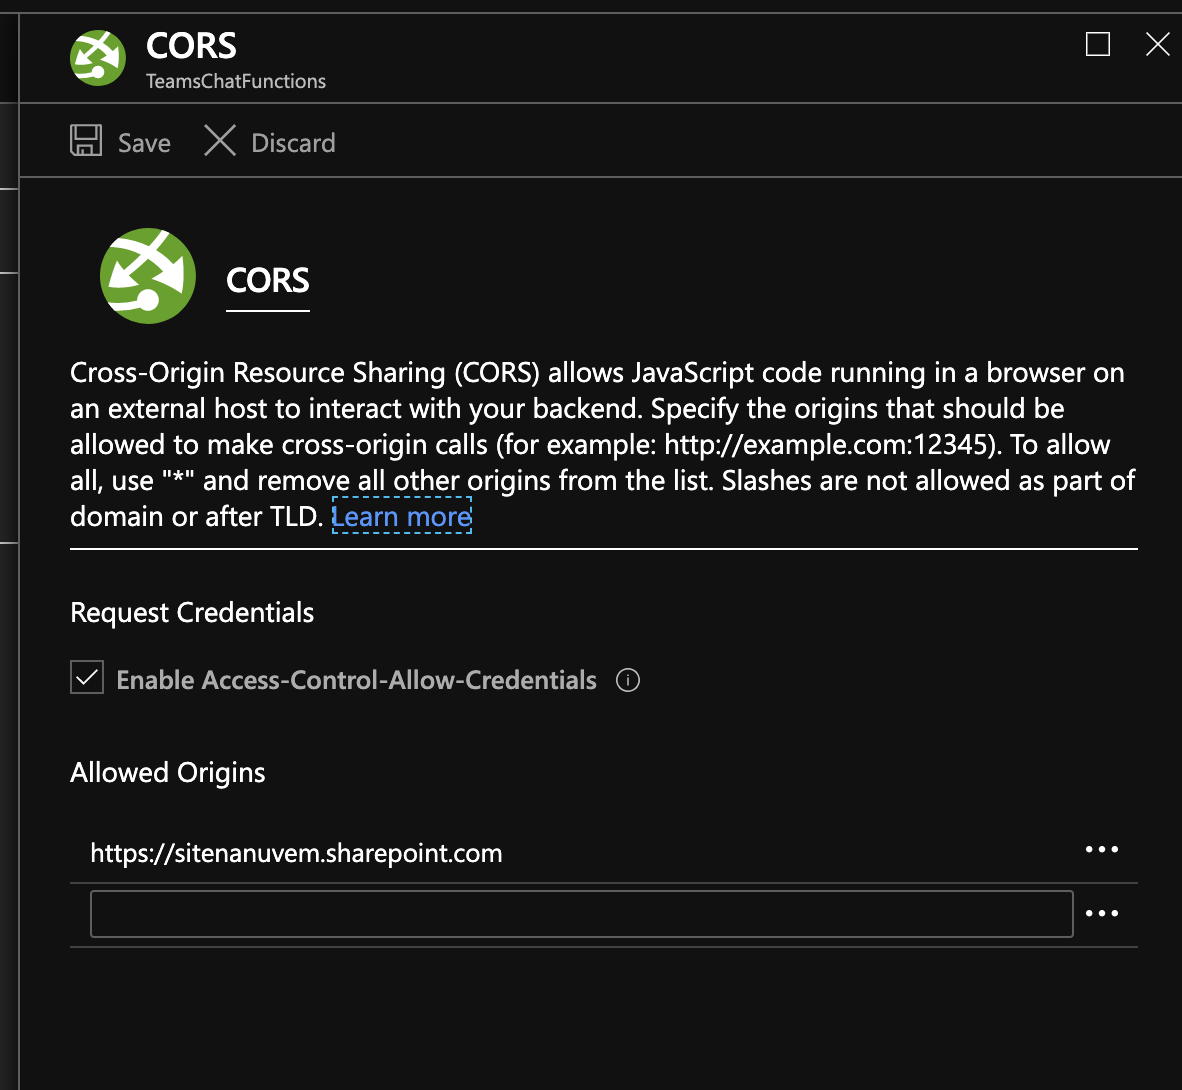 CORS
TeamsChatFunctions
Save Discard
CORS
Cross-Origin Resource Sharing (CORS) allows JavaScript code running in a browser on
an external host to interact with your backend. Specify the origins that should be
allowed to make cross-origin calls (for example: http://example.com:12345). To allow
all, use "*" and remove all other origins from the list. Slashes are not allowed as part of
domain or after TLD. Learn more
Request Credentials
Enable Access-Control-Allow-Credentials
Allowed Origins
https://sitenanuvem.sharepoint.com